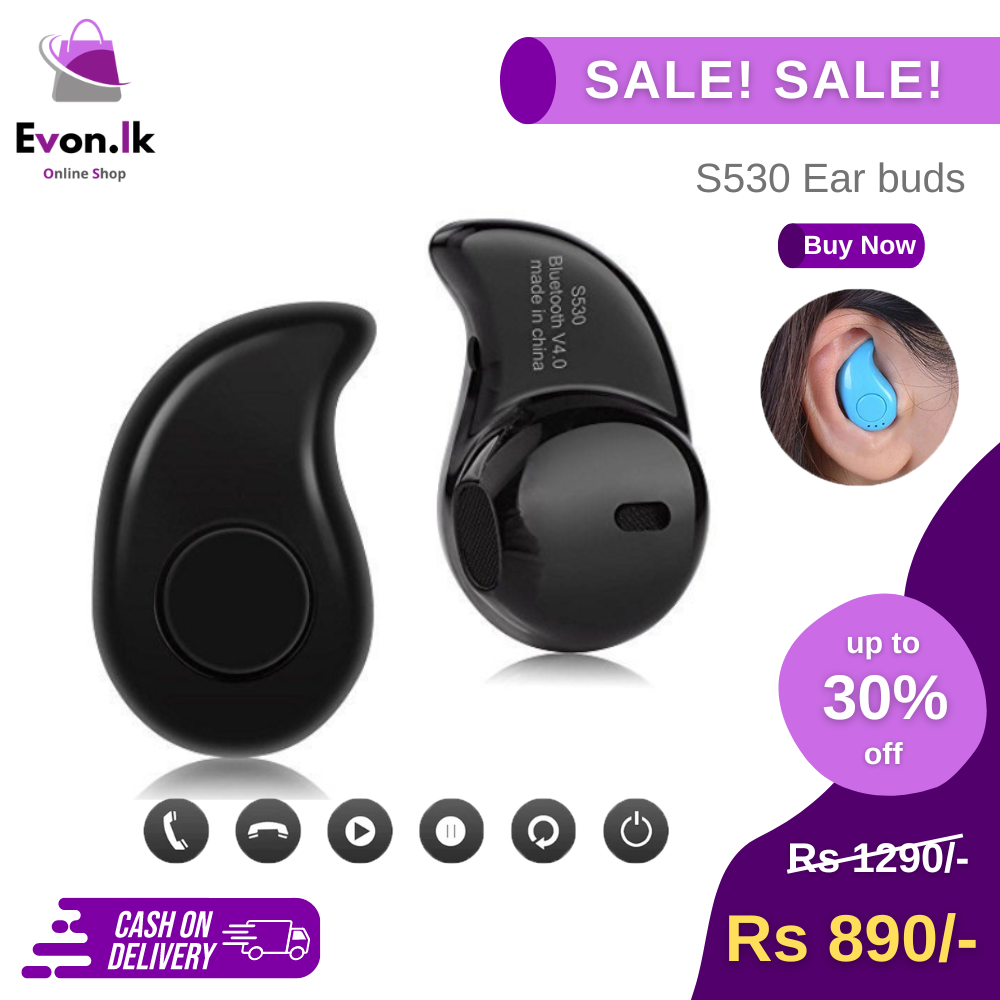 Evon.lk
Online Shop
SALE! SALE!
S530 Ear buds
Buy Now
S530
Bluetooth V4.0
made in china
up to
30%
off
Rs 1290/-
Rs 890/-
CASH ON
DELIVERY